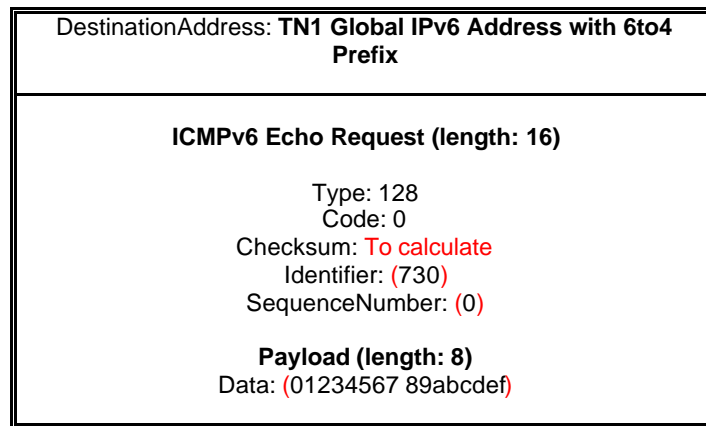 DestinationAddress: TN1 Global IPv6 Address with 6to4
Prefix
ICMPv6 Echo Request (length: 16)
Type: 128
Code: 0
Checksum: To calculate
Identifier: (730)
SequenceNumber: (0)
Payload (length: 8)
Data: (01234567 89abcdef)